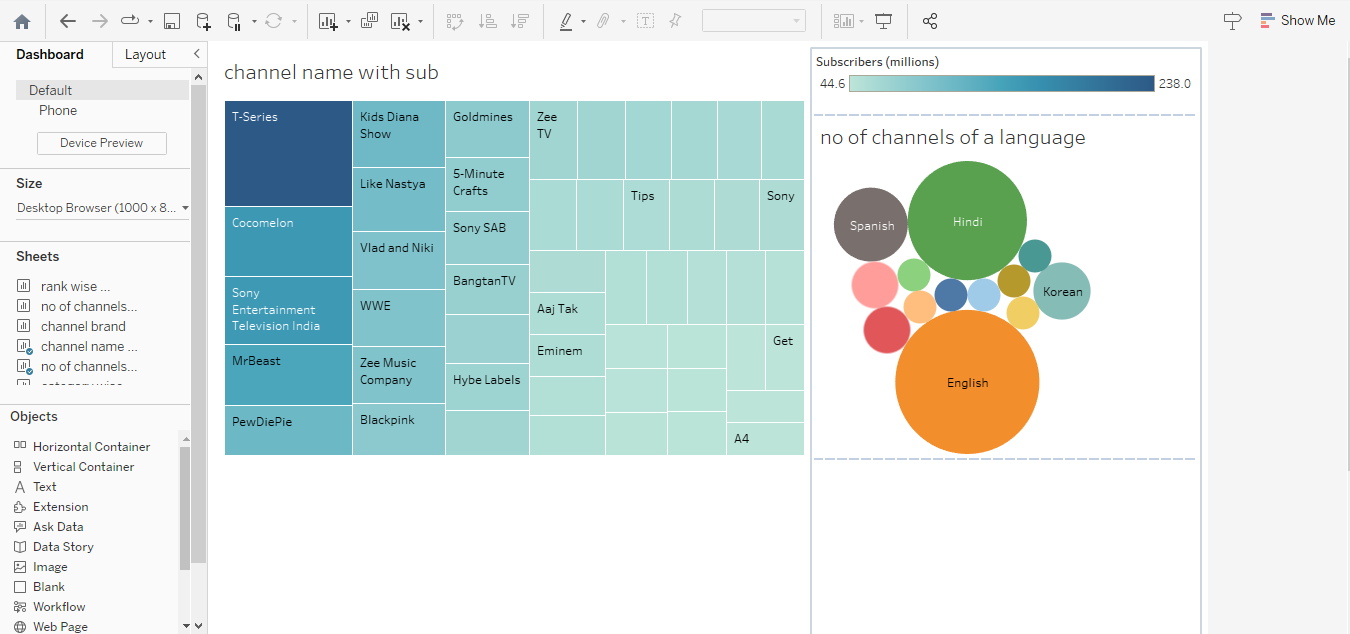 Show Me
Dashboard
Layout
Default
Phone
Device Preview
Size
Desktop Browser (1000 x 8...
Sheets
rank wise ...
no of channels...
channel brand
channel name ...
no of channels...
Objects
Horizontal Container
Vertical Container
Text
Extension
Ask Data
Data Story
Image
Blank
Workflow
Web Page
channel name with sub
T-Series
Cocomelon
Sony
Entertainment
Television India
MrBeast
PewDiePie
Kids Diana
Show
Like Nastya
Vlad and Niki
WWE
Zee Music
Company
Blackpink
Goldmines
5-Minute
Crafts
Sony SAB
BangtanTV
Hybe Labels
Zee
TV
Tips
Sony
Aaj Tak
Eminem
Get
A4
Subscribers (millions)
44.6
238.0
no of channels of a language
Spanish
Hindi
Korean
English